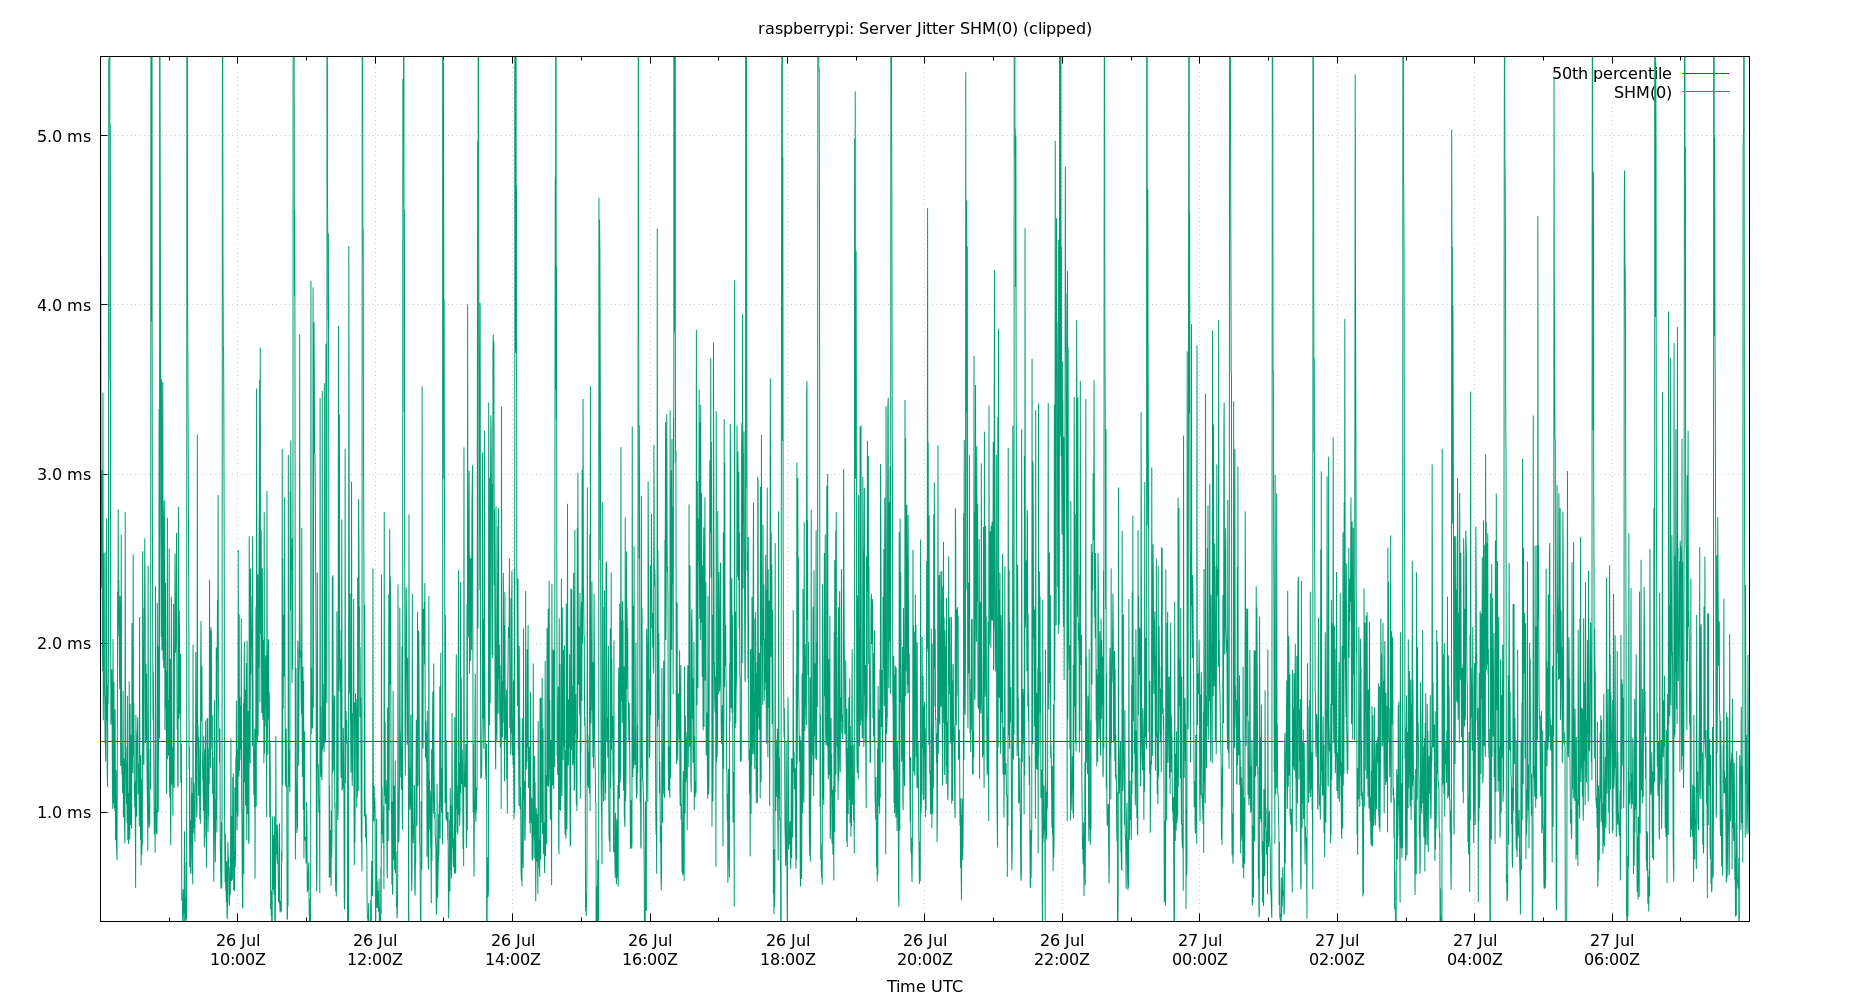 raspberrypi: Server Jitter SHM(0) (clipped)
50th percentile
SHM(0)
5.0 ms
4.0 ms
3.0 ms
2.0 ms
1.0 ms
26 Jul 26 Jul 26 Jul 26 Jul 26 Jul 26 Jul 26 Jul 27 Jul 27 Jul 27 Jul 27 Jul
10:00Z 12:00Z 14:00Z 16:00Z 18:00Z 20:00Z 22:00Z 00:00Z 02:00Z 04:00Z 06:00Z
Time UTC